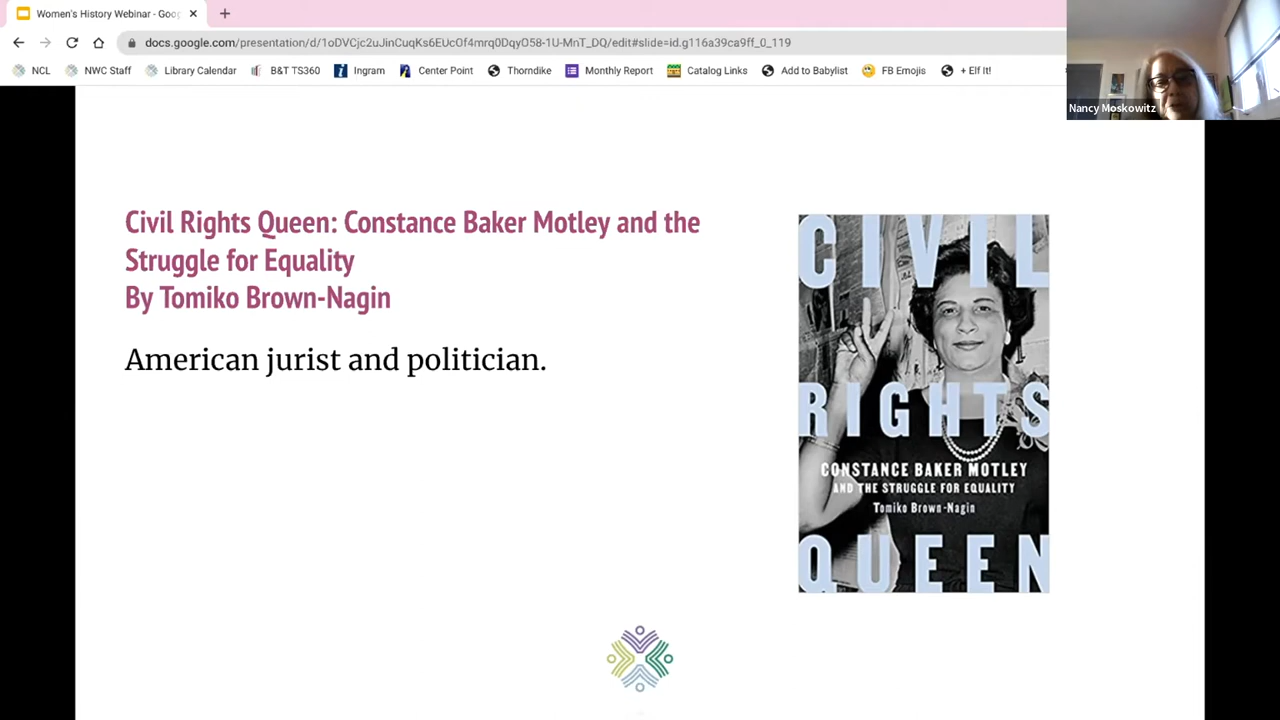 Women's History Webinar - Goog
docs.google.com/presentation/d/1oDVCjc2uJinCuqKs6EUcOf4mrq0DqyO58-1U-MnT_DQ/edit#slide=id.g116a39ca9ff_0_119
NCL NWC Staff Library Calendar B&T TS360 Ingram Center Point Thorndike Monthly Report Catalog Links Add to Babylist FB Emojis + Elf It!
Nancy Moskowitz
Civil Rights Queen: Constance Baker Motley and the
Struggle for Equality
By Tomiko Brown-Nagin
American jurist and politician.
CIVIL
RIGHTS
CONSTANCE BAKER MOTLEY
AND THE STRUGGLE FOR EQUALITY
Tomiko Brown-Nagin
QUEEN